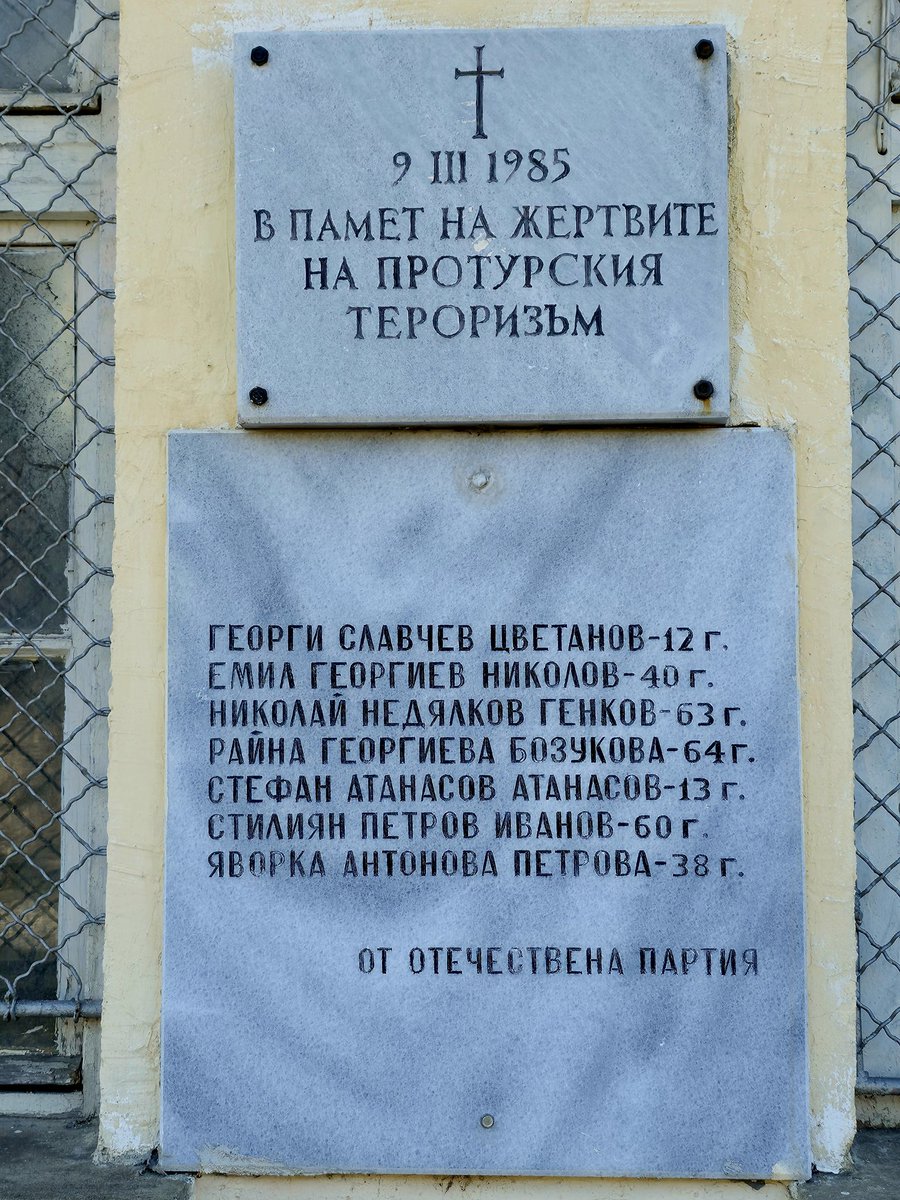 9 III 1985
В ПАМЕТ НА ЖЕРТВИТЕ
НА ПРОТУРСКИЯ
ТЕРОРИЗЪМ
ГЕОРГИ СЛАВЧЕВ ЦВЕТАНОВ-12 г.
ЕМИЛ ГЕОРГИЕВ НИКОЛОВ-40 г.
НИКОЛАЙ НЕДЯЛКОВ ГЕНКОВ-63 г.
РАЙНА ГЕОРГИЕВА БОЗУКОВА-64 г.
СТЕФАН АТАНАСОВ АТАНАСОВ-13 г.
СТИЛИЯН ПЕТРОВ ИВАНОВ-60 г.
ЯВОРКА АНТОНОВА ПЕТРОВА-38 г.
ОТ ОТЕЧЕСТВЕНА ПАРТИЯ